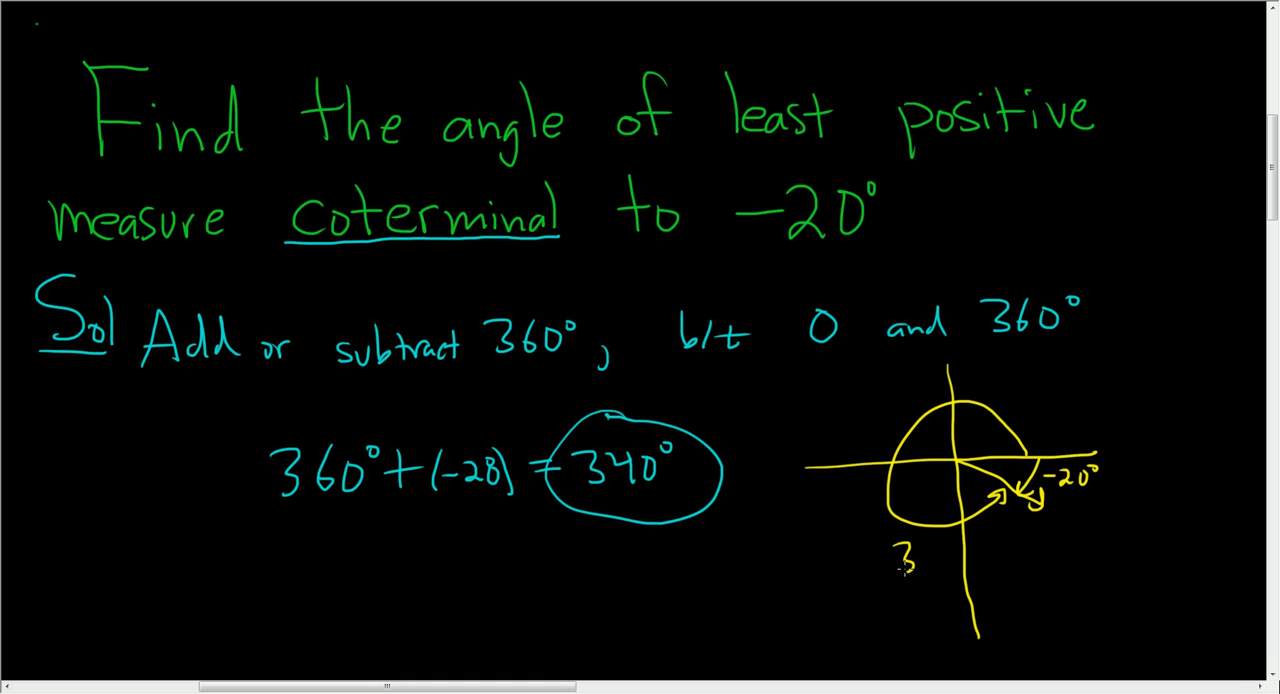 Find the angle of least positive
measure coterminal to -20°
Sol Add or subtract 360°, b/t 0 and 360°
360° + (-20) = 340°
-20°
3